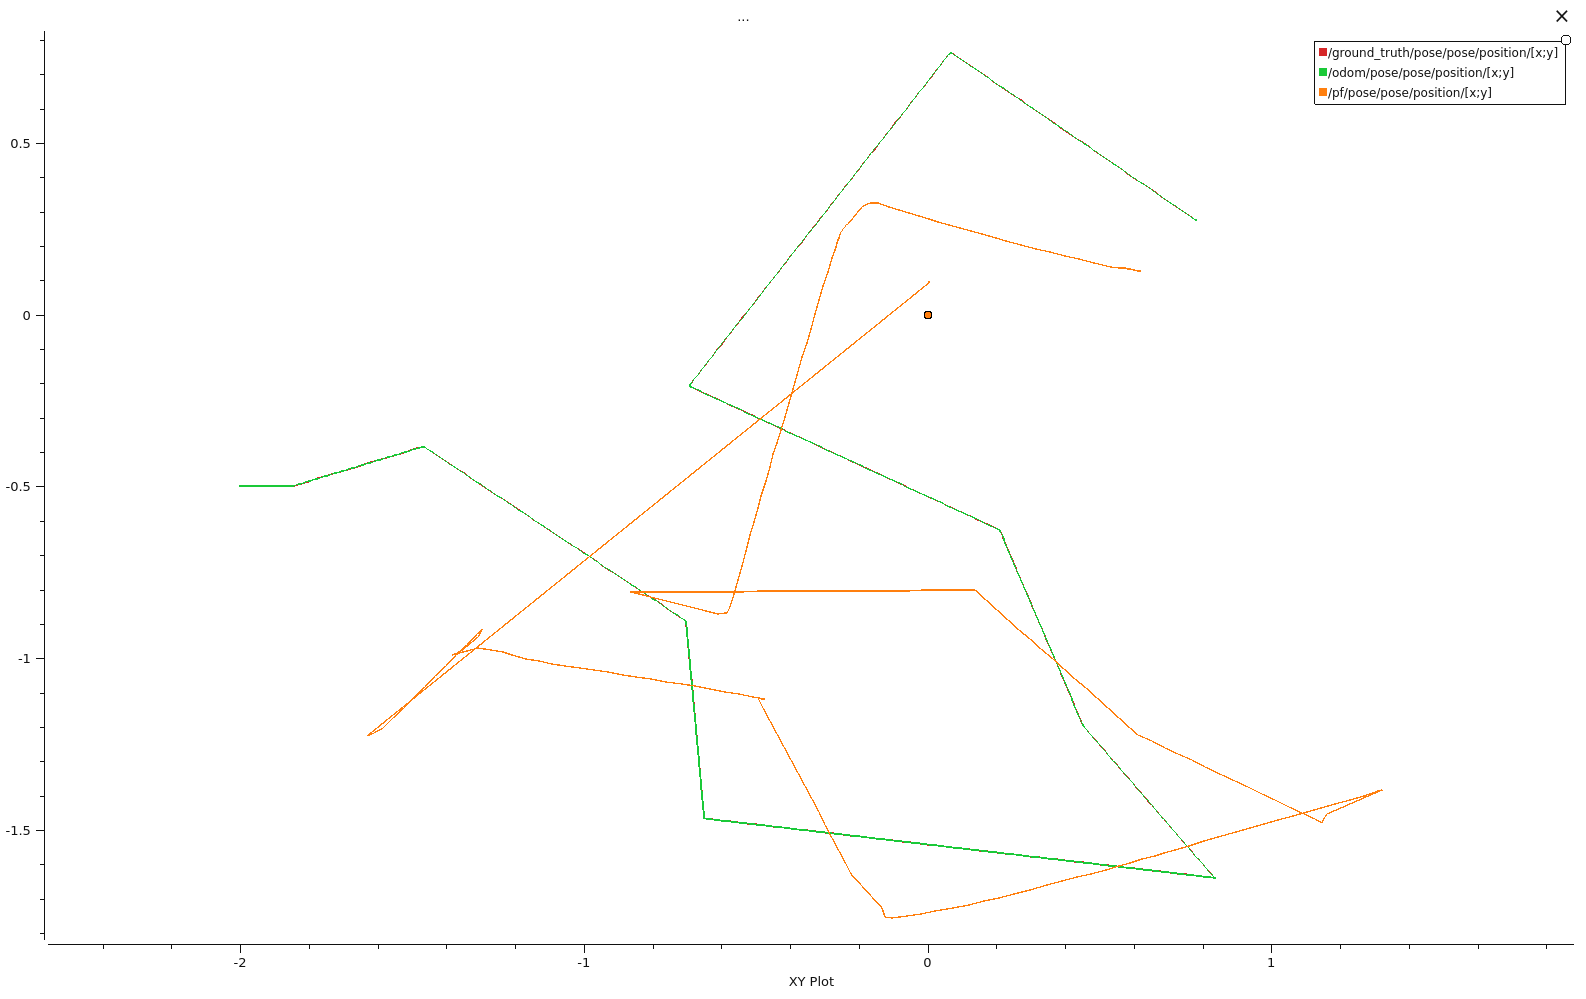 ...
/ground_truth/pose/pose/position/[x;y]
/odom/pose/pose/position/[x;y]
/pf/pose/pose/position/[x;y]
0.5
0
-0.5
-1
-1.5
-2
-1
0
1
XY Plot